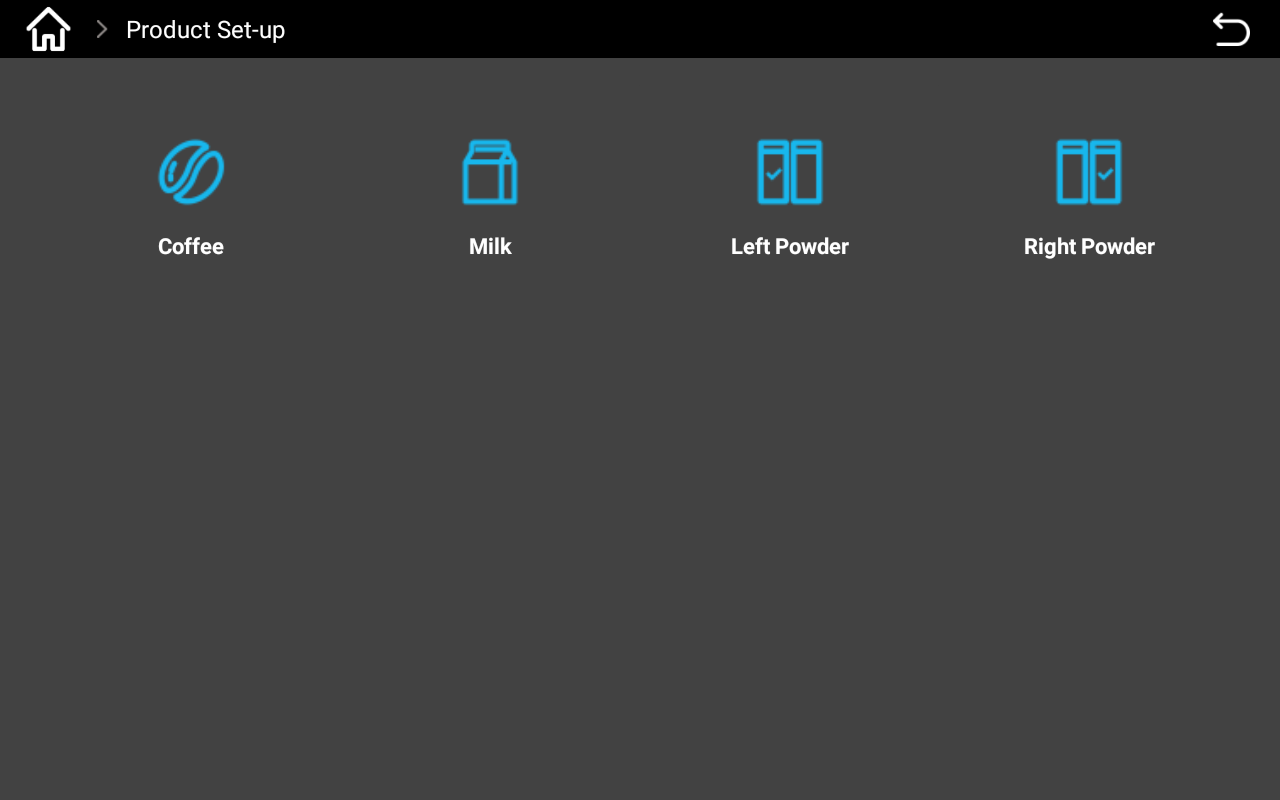 Product Set-up
Coffee
Milk
Left Powder
Right Powder